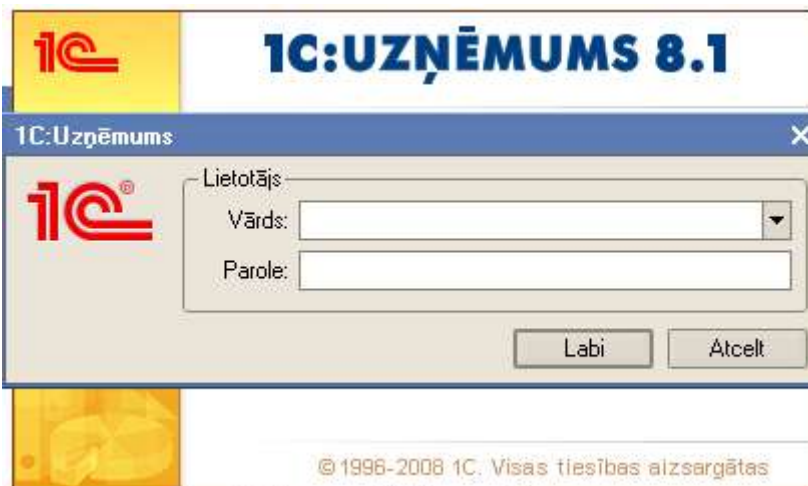 1C
1C:UZŅĒMUMS 8.1
1C:Uzņēmums
1C®
Lietotājs
Vārds:
Parole:
Labi
Atcelt
©1996-2008 1C. Visas tiesības aizsargātas